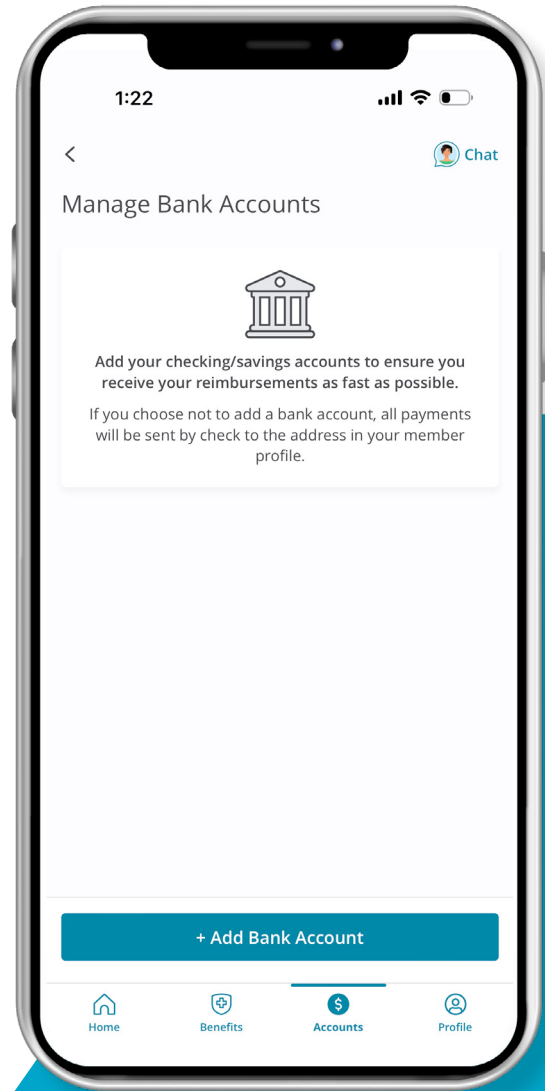 1:22
Chat
Manage Bank Accounts
Add your checking/savings accounts to ensure you
receive your reimbursements as fast as possible.
If you choose not to add a bank account, all payments
will be sent by check to the address in your member
profile.
+ Add Bank Account
$
Home Benefits Accounts Profile